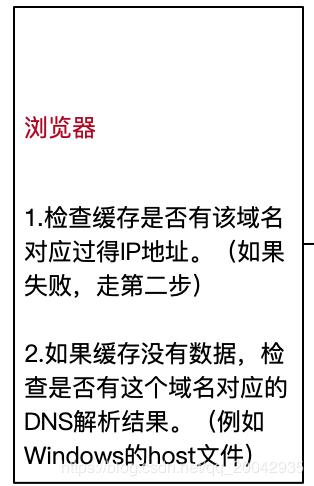 浏览器
1.检查缓存是否有该域名
对应过得IP地址。（如果
失败，走第二步）
2.如果缓存没有数据，检
查是否有这个域名对应的
DNS解析结果。（例如
Windows的host文件）
https://blog.csdn.net/qq_29042935